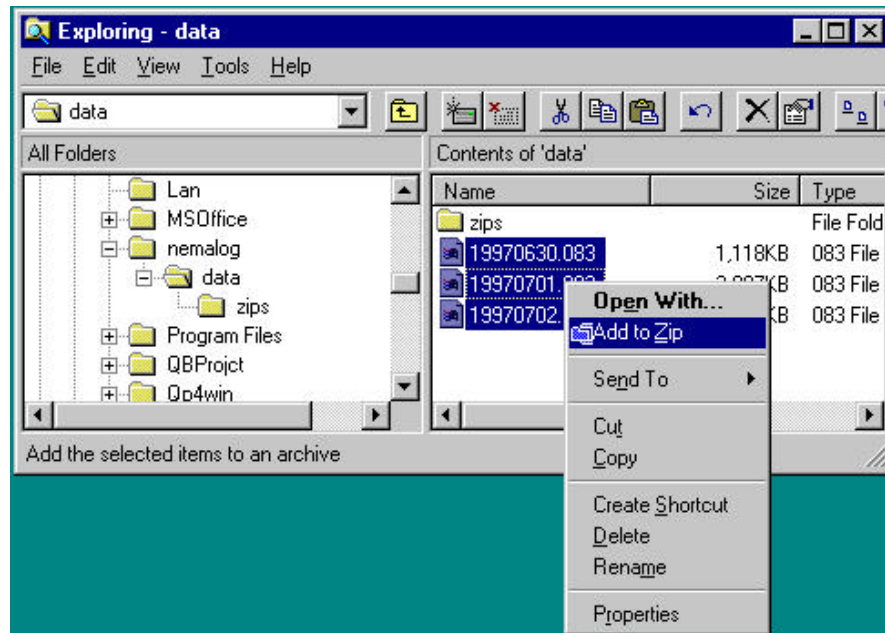 Exploring - data
File Edit View Tools Help
data
All Folders
Contents of 'data'
Lan
MSOffice
nemalog
data
zips
Program Files
QBProjct
Qp4win
Name Size Type
zips File Fold
19970630.083 1,118KB 083 File
19970701. 083 File
19970702. KB 083 File
Open With...
Add to Zip
Send To
Cut
Copy
Create Shortcut
Delete
Rename
Properties
Add the selected items to an archive